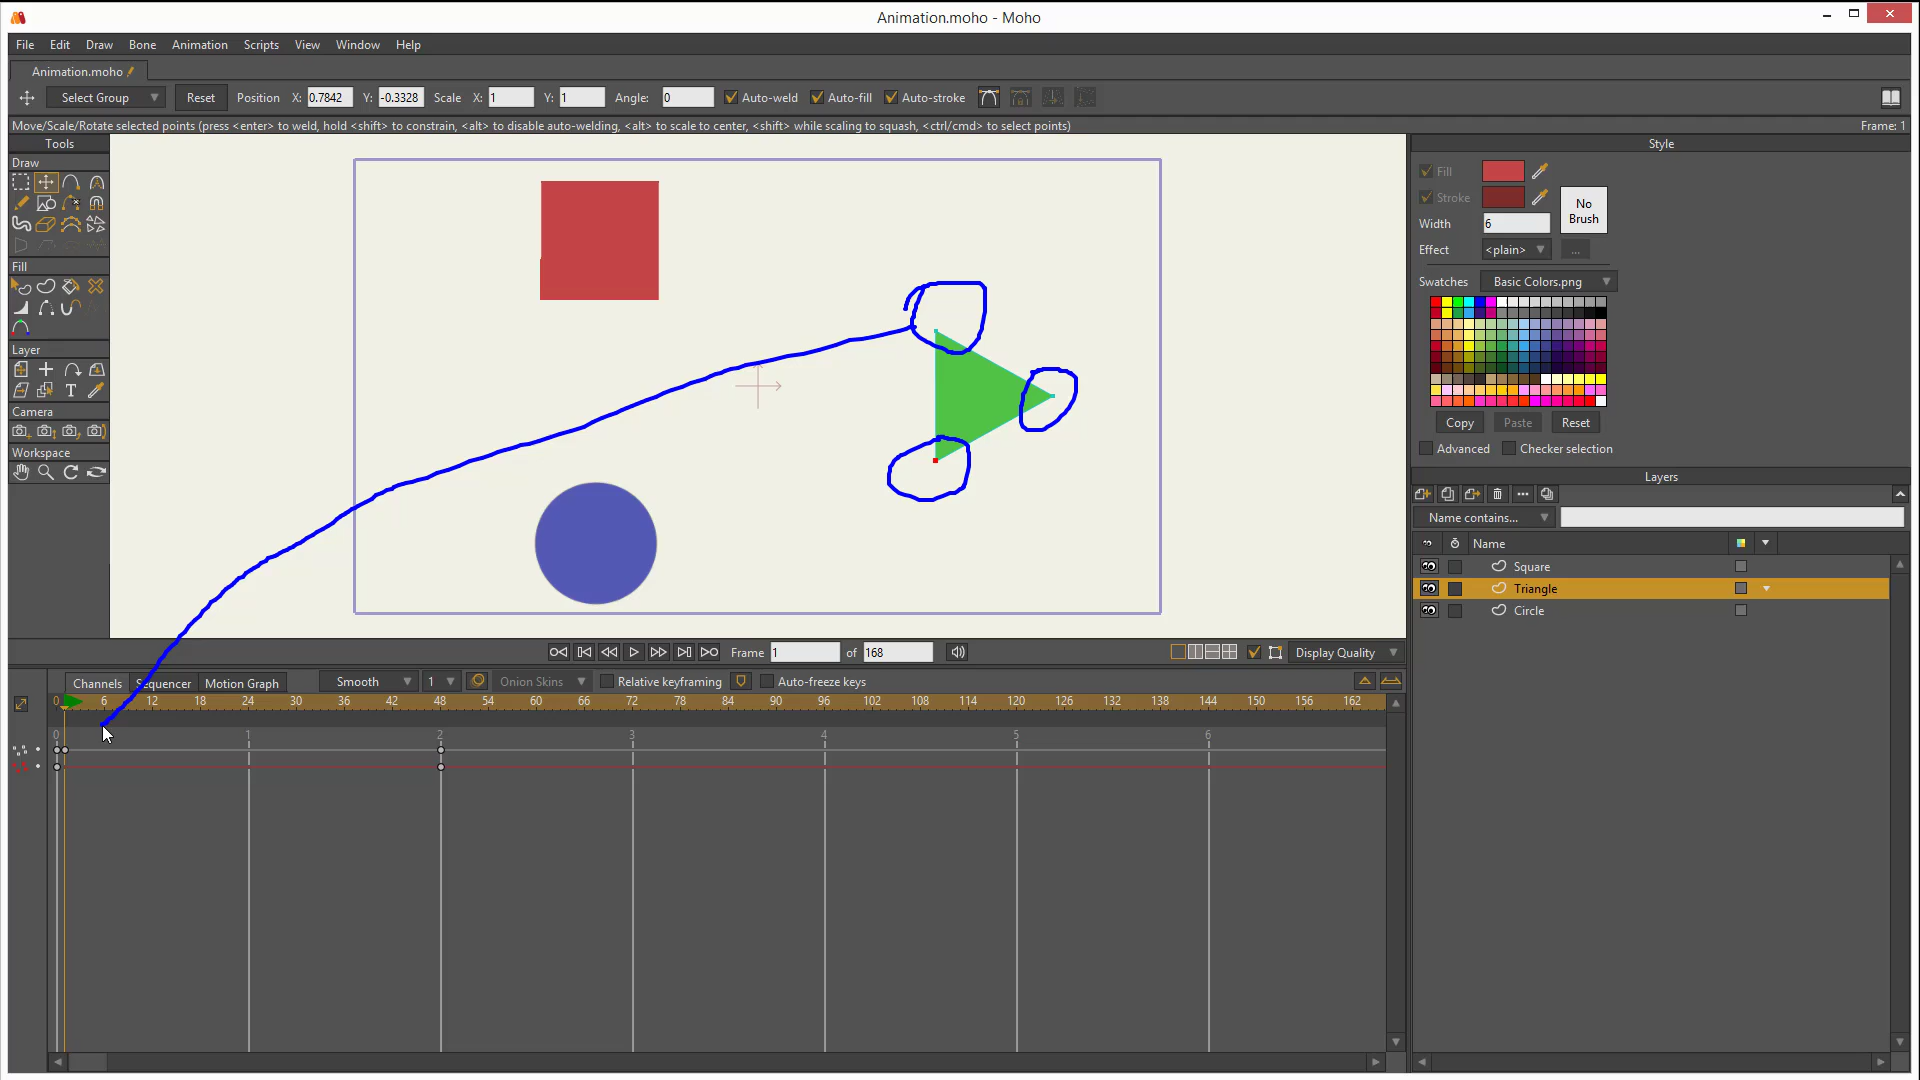 Animation.moho - Moho
File Edit Draw Bone Animation Scripts View Window Help
Animation.moho
Select Group Reset Position X: 0.7842 Y: -0.3328 Scale X: 1 Y: 1 Angle: 0 Auto-weld Auto-fill Auto-stroke
Move/Scale/Rotate selected points (press <enter> to weld, hold <shift> to constrain, <alt> to disable auto-welding, <alt> to scale to center, <shift> while scaling to squash, <ctrl/cmd> to select points) Frame: 1
Tools
Draw
Fill
Layer
T
Camera
Workspace
Style
Fill
Stroke
No
Brush
Width 6
Effect <plain> ...
Swatches Basic Colors.png
Copy Paste Reset
Advanced Checker selection
Layers
Name contains...
Name
Square
Triangle
Circle
Frame 1 of 168 Display Quality
Channels Sequencer Motion Graph Smooth 1 Onion Skins Relative keyframing Auto-freeze keys
0 6 12 18 24 30 36 42 48 54 60 66 72 78 84 90 96 102 108 114 120 126 132 138 144 150 156 162
0 1 2 3 4 5 6